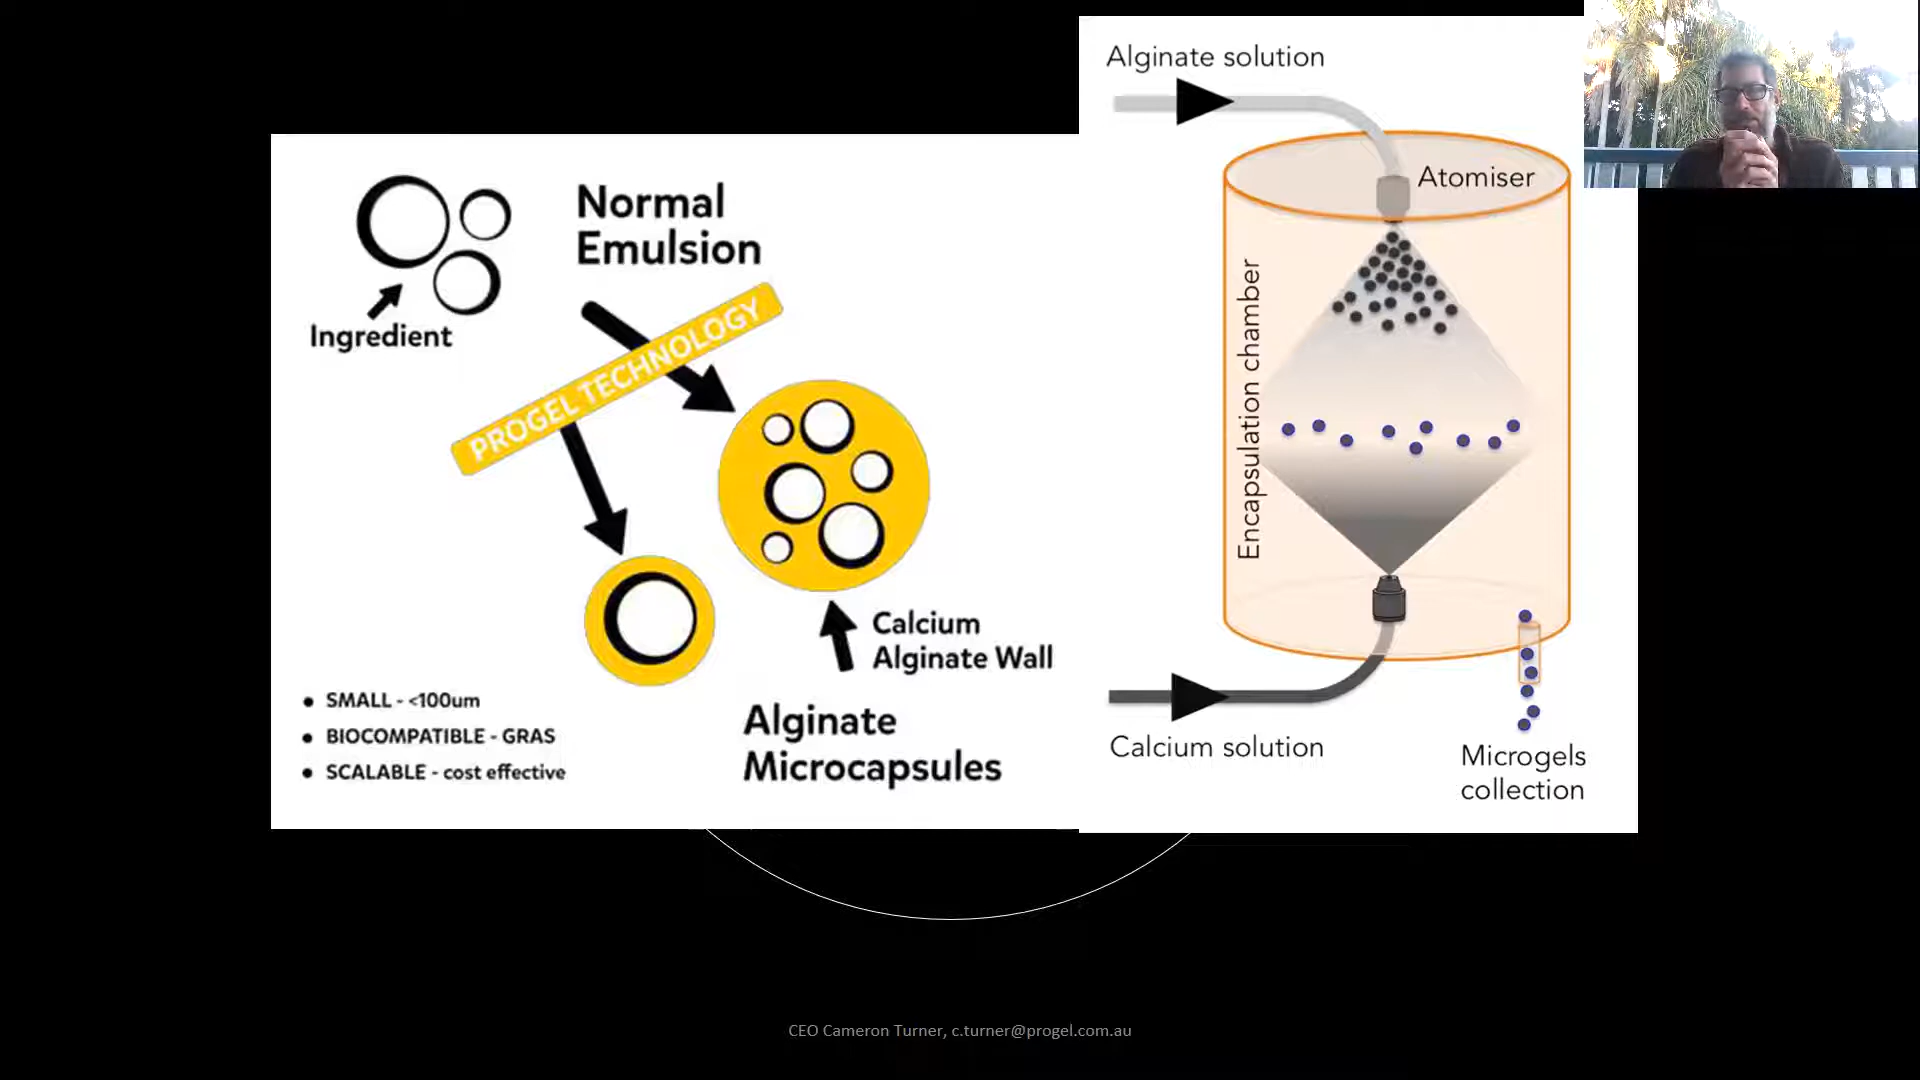 Normal
Emulsion
Ingredient
PROGEL TECHNOLOGY
Calcium
Alginate Wall
Alginate
Microcapsules
● SMALL - <100um
● BIOCOMPATIBLE - GRAS
● SCALABLE - cost effective
Alginate solution
Atomiser
Encapsulation chamber
Calcium solution
Microgels
collection
CEO Cameron Turner, c.turner@progel.com.au